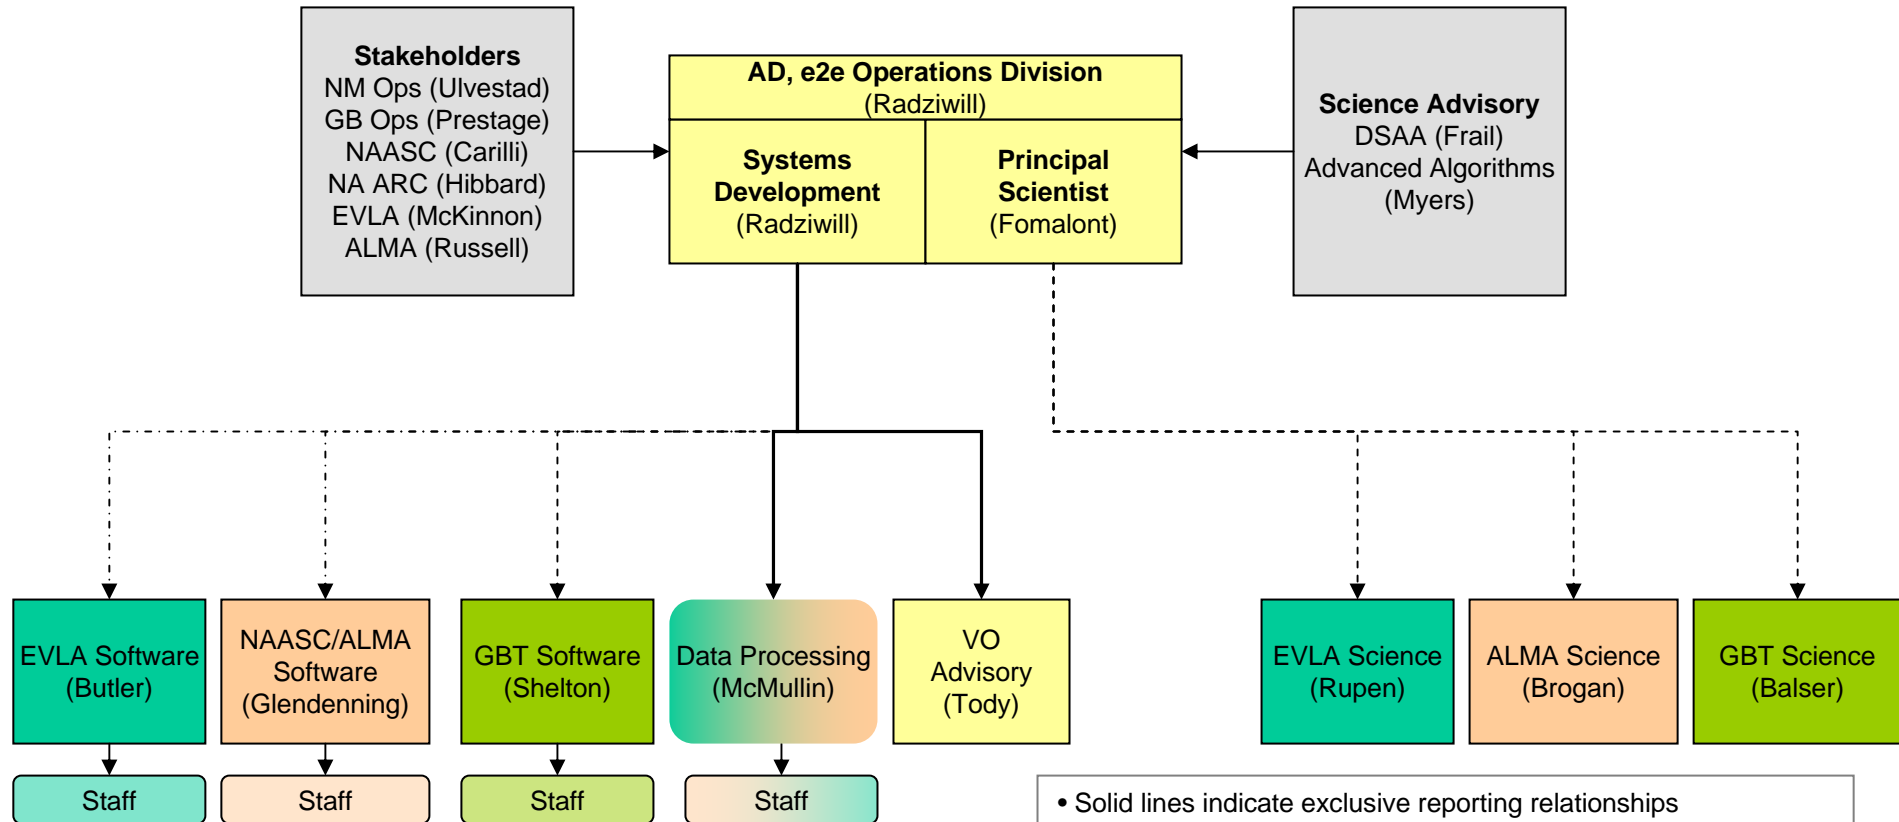 Stakeholders
NM Ops (Ulvestad)
GB Ops (Prestage)
NAASC (Carilli)
NA ARC (Hibbard)
EVLA (McKinnon)
ALMA (Russell)
AD, e2e Operations Division
(Radziwill)
Systems
Development
(Radziwill)
Principal
Scientist
(Fomalont)
Science Advisory
DSAA (Frail)
Advanced Algorithms
(Myers)
EVLA Software
(Butler)
NAASC/ALMA
Software
(Glendenning)
GBT Software
(Shelton)
Data Processing
(McMullin)
VO
Advisory
(Tody)
EVLA Science
(Rupen)
ALMA Science
(Brogan)
GBT Science
(Balser)
Staff
Staff
Staff
Staff
• Solid lines indicate exclusive reporting relationships